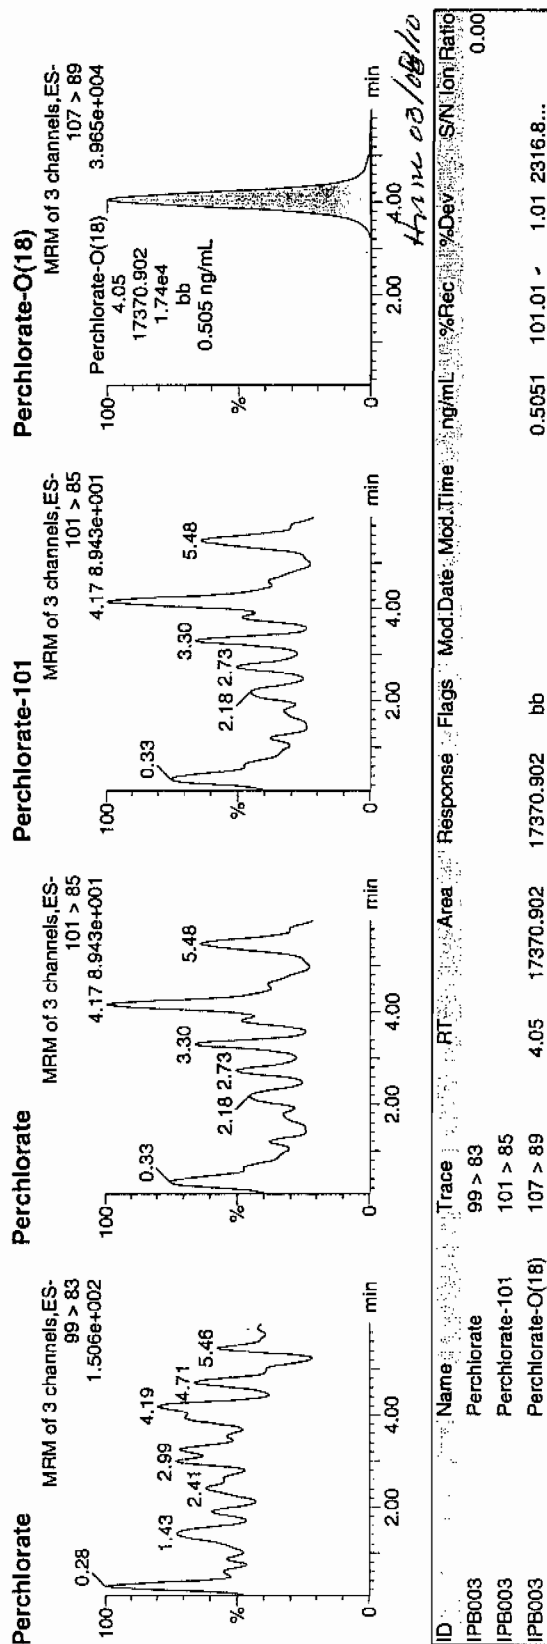 Perchlorate
MRM of 3 channels,ES-
99 > 83
1.506e+002
100
%
0
0.28
1.43
2.41
2.99
4.19
4.71
5.46
2.00
4.00
min
Perchlorate
MRM of 3 channels,ES-
101 > 85
4.17 8.943e+001
100
%
0
0.33
2.18 2.73
3.30
5.48
2.00
4.00
min
Perchlorate-101
MRM of 3 channels,ES-
101 > 85
4.17 8.943e+001
100
%
0
0.33
2.18 2.73
3.30
5.48
2.00
4.00
min
Perchlorate-O(18)
MRM of 3 channels,ES-
107 > 89
3.965e+004
100
%
0
Perchlorate-O(18)
4.05
17370.902
1.74e4
bb
0.505 ng/mL
2.00
4.00
min
ID Name Trace RT Area Response Flags Mod.Date Mod.Time ng/mL %Rec %Dev S/N Ion Ratio
IPB003 Perchlorate 99 > 83 0.00
IPB003 Perchlorate-101 101 > 85
IPB003 Perchlorate-O(18) 107 > 89 4.05 17370.902 17370.902 bb 0.5051 101.01 1.01 2316.8...